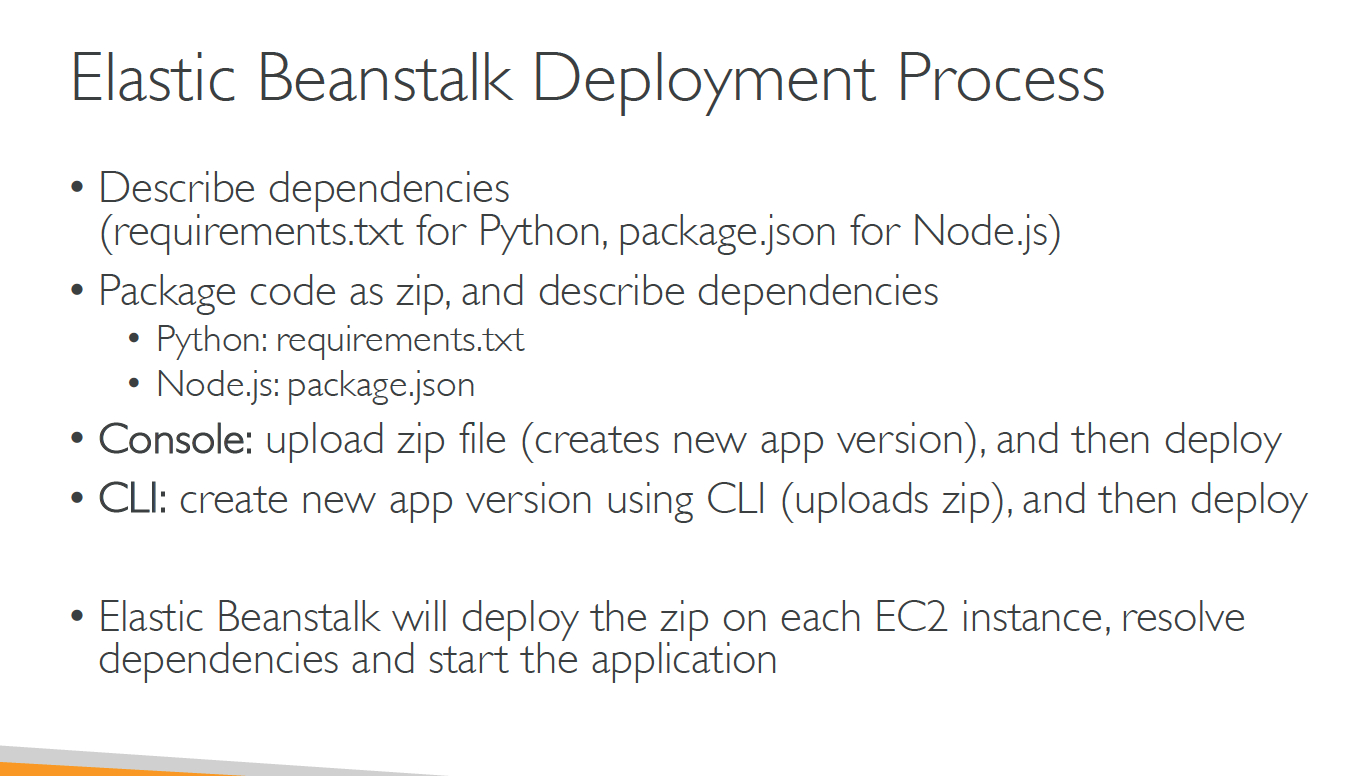 Elastic Beanstalk Deployment Process
• Describe dependencies
(requirements.txt for Python, package.json for Node.js)
• Package code as zip, and describe dependencies
• Python: requirements.txt
• Node.js: package.json
• Console: upload zip file (creates new app version), and then deploy
• CLI: create new app version using CLI (uploads zip), and then deploy
• Elastic Beanstalk will deploy the zip on each EC2 instance, resolve
dependencies and start the application